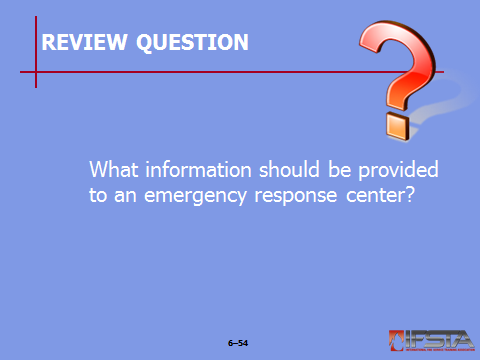 REVIEW QUESTION
What information should be provided
to an emergency response center?
6–54
IFSTA